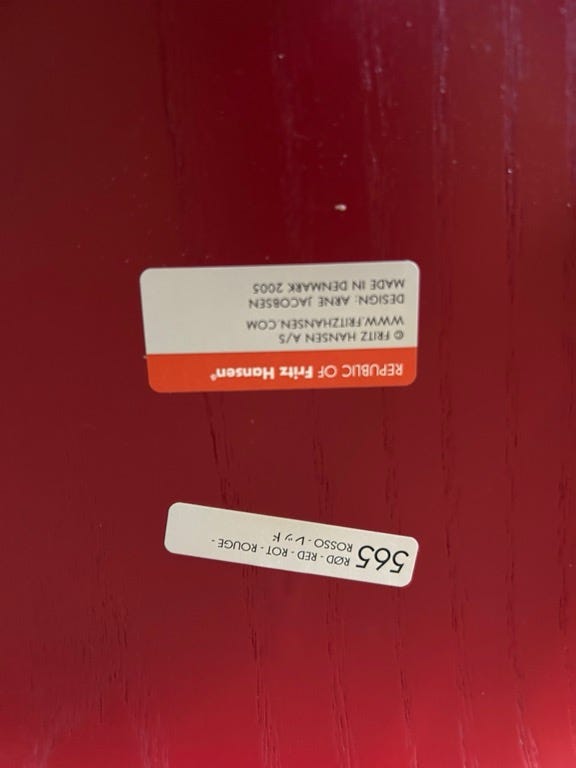 REPUBLIC OF Fritz Hansen®
© FRITZ HANSEN A/S
WWW.FRITZHANSEN.COM
DESIGN: ARNE JACOBSEN
MADE IN DENMARK 2005
565 RØD - RED - ROT - ROUGE -
ROSSO - レッド